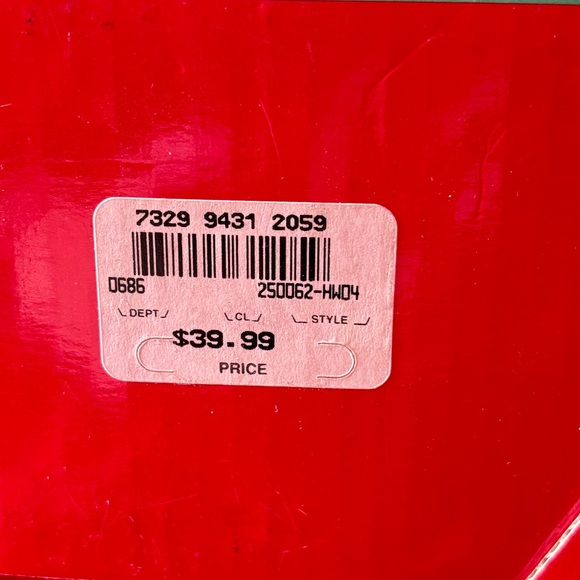 7329 9431 2059
0686 250062-HW04
DEPT CL STYLE
$39.99
PRICE